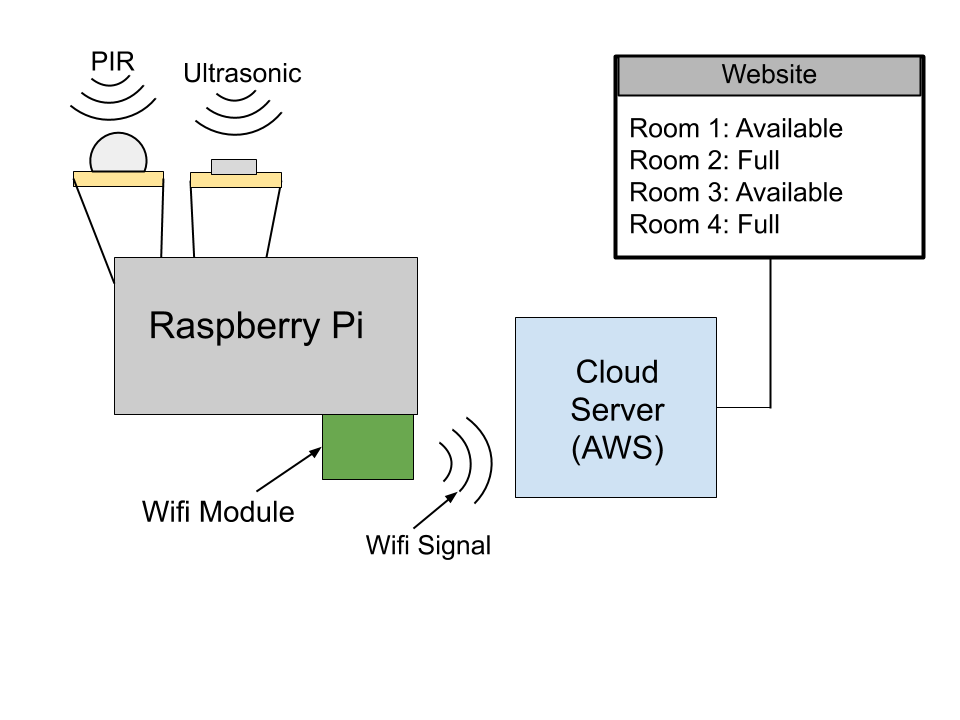 PIR
Ultrasonic
Website
Room 1: Available
Room 2: Full
Room 3: Available
Room 4: Full
Raspberry Pi
Cloud
Server
(AWS)
Wifi Module
Wifi Signal